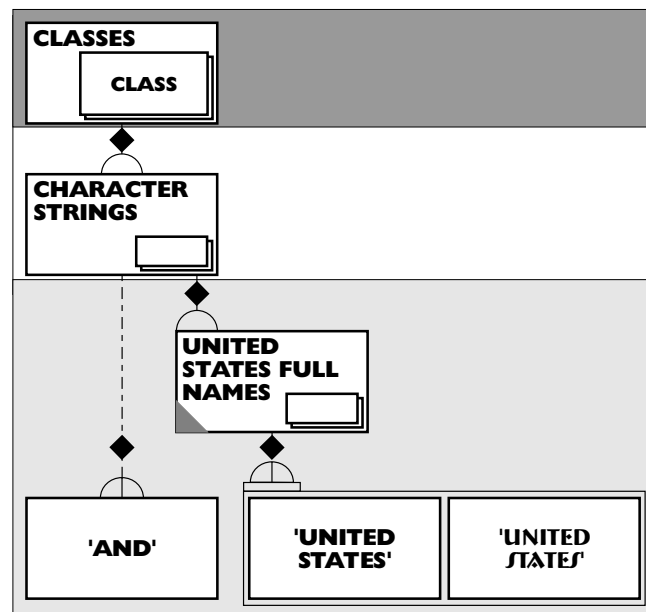 CLASSES
CLASS
CHARACTER
STRINGS
UNITED
STATES FULL
NAMES
'AND'
'UNITED
STATES'
'UNITED
STATES'